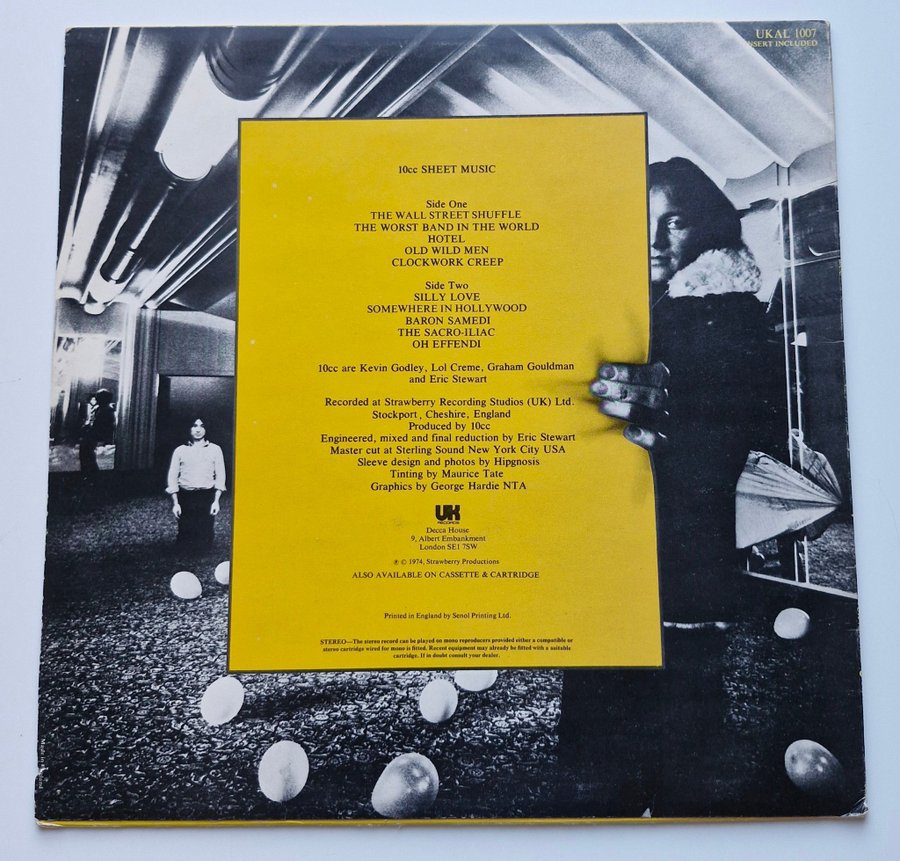 UKAL 1007
INSERT INCLUDED
10cc SHEET MUSIC
Side One
THE WALL STREET SHUFFLE
THE WORST BAND IN THE WORLD
HOTEL
OLD WILD MEN
CLOCKWORK CREEP
Side Two
SILLY LOVE
SOMEWHERE IN HOLLYWOOD
BARON SAMEDI
THE SACRO-ILIAC
OH EFFENDI
10cc are Kevin Godley, Lol Creme, Graham Gouldman
and Eric Stewart
Recorded at Strawberry Recording Studios (UK) Ltd.
Stockport, Cheshire, England
Produced by 10cc
Engineered, mixed and final reduction by Eric Stewart
Master cut at Sterling Sound New York City USA
Sleeve design and photos by Hipgnosis
Tinting by Maurice Tate
Graphics by George Hardie NTA
UK
RECORDS
Decca House
9, Albert Embankment
London SE1 7SW
℗ © 1974, Strawberry Productions
ALSO AVAILABLE ON CASSETTE & CARTRIDGE
Printed in England by Senol Printing Ltd.
STEREO—The stereo record can be played on mono reproducers provided either a compatible or
stereo cartridge wired for mono is fitted. Recent equipment may already be fitted with a suitable
cartridge. If in doubt consult your dealer.